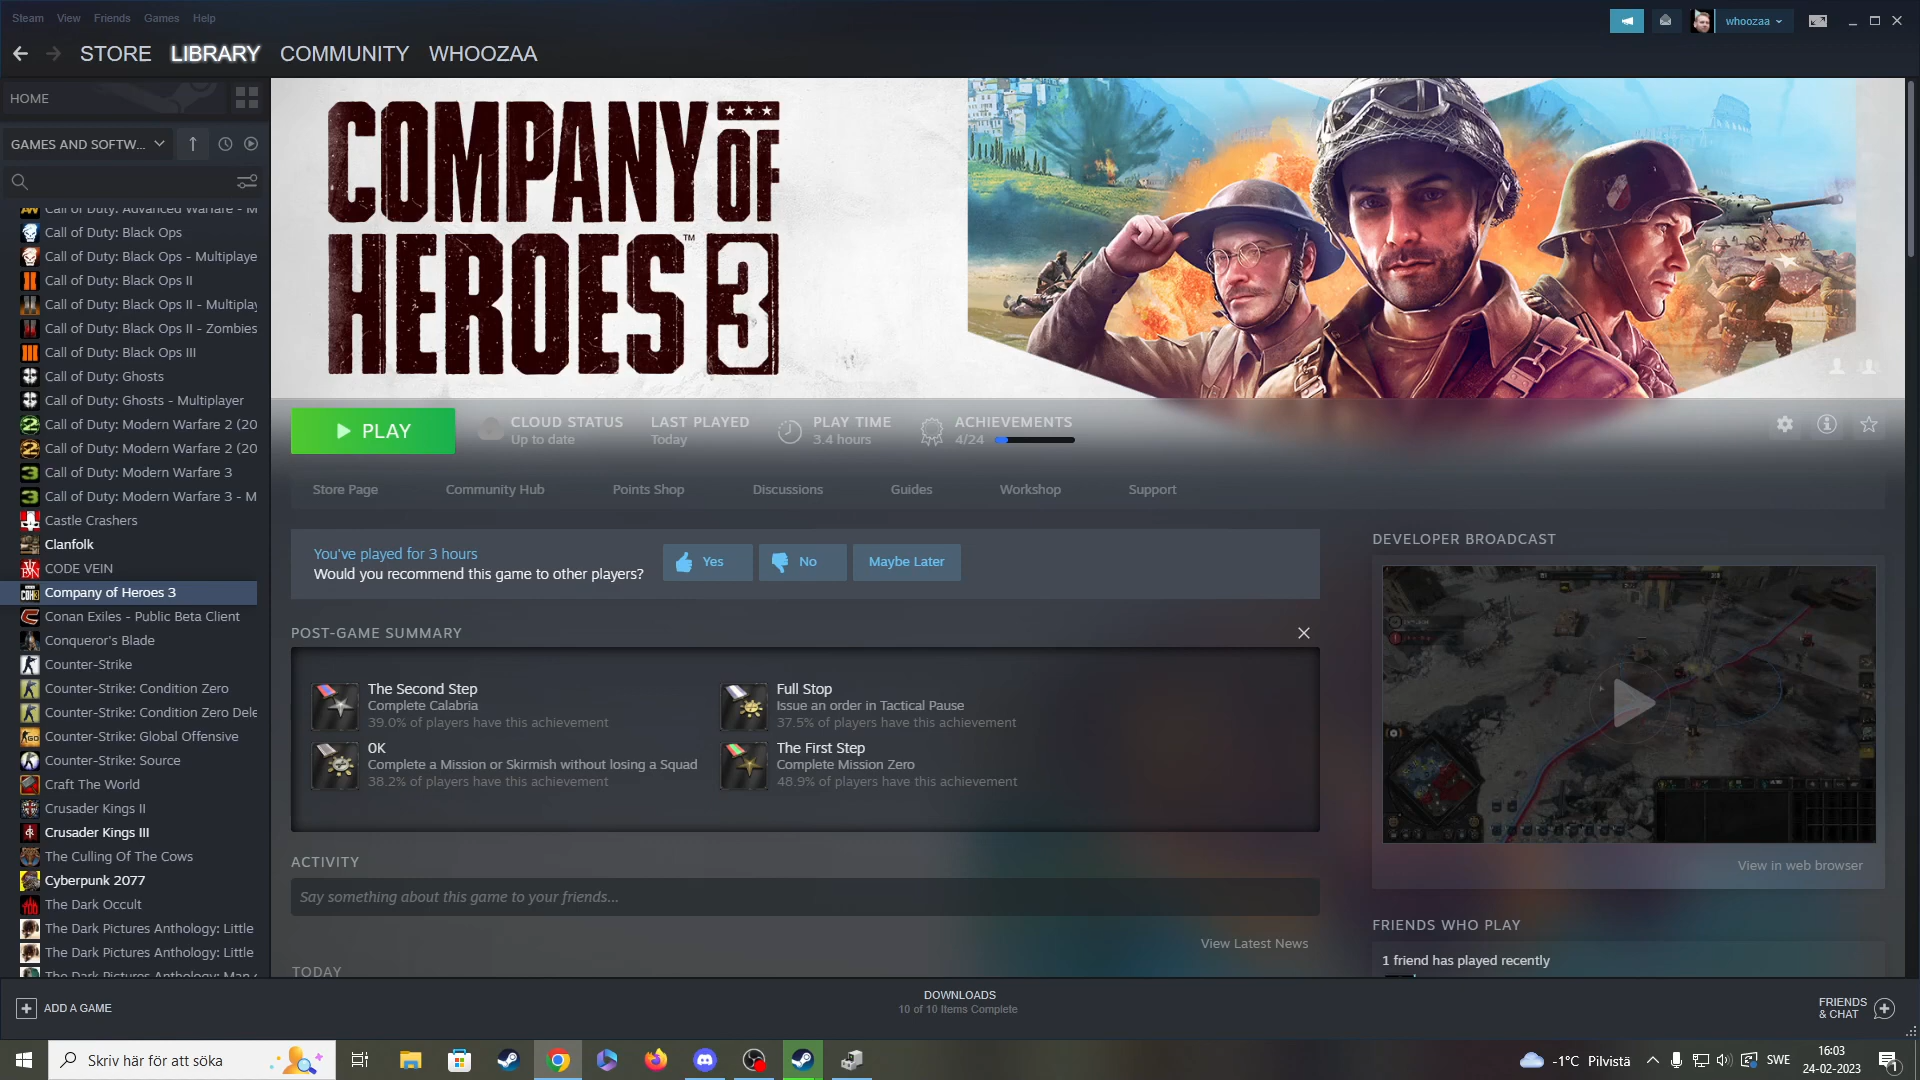 Steam View Friends Games Help
whoozaa
STORE LIBRARY COMMUNITY WHOOZAA
HOME
GAMES AND SOFTW...
Call of Duty: Advanced Warfare - M
Call of Duty: Black Ops
Call of Duty: Black Ops - Multiplaye
Call of Duty: Black Ops II
Call of Duty: Black Ops II - Multiplay
Call of Duty: Black Ops II - Zombies
Call of Duty: Black Ops III
Call of Duty: Ghosts
Call of Duty: Ghosts - Multiplayer
Call of Duty: Modern Warfare 2 (20
Call of Duty: Modern Warfare 2 (20
Call of Duty: Modern Warfare 3
Call of Duty: Modern Warfare 3 - M
Castle Crashers
Clanfolk
CODE VEIN
Company of Heroes 3
Conan Exiles - Public Beta Client
Conqueror's Blade
Counter-Strike
Counter-Strike: Condition Zero
Counter-Strike: Condition Zero Dele
Counter-Strike: Global Offensive
Counter-Strike: Source
Craft The World
Crusader Kings II
Crusader Kings III
The Culling Of The Cows
Cyberpunk 2077
The Dark Occult
The Dark Pictures Anthology: Little
The Dark Pictures Anthology: Little
The Dark Pictures Anthology: Man
COMPANY OF
HEROES 3™
PLAY
CLOUD STATUS
Up to date
LAST PLAYED
Today
PLAY TIME
3.4 hours
ACHIEVEMENTS
4/24
Store Page Community Hub Points Shop Discussions Guides Workshop Support
You've played for 3 hours
Would you recommend this game to other players?
Yes No Maybe Later
POST-GAME SUMMARY
The Second Step
Complete Calabria
39.0% of players have this achievement
Full Stop
Issue an order in Tactical Pause
37.5% of players have this achievement
0K
Complete a Mission or Skirmish without losing a Squad
38.2% of players have this achievement
The First Step
Complete Mission Zero
48.9% of players have this achievement
ACTIVITY
Say something about this game to your friends...
View Latest News
TODAY
DEVELOPER BROADCAST
View in web browser
FRIENDS WHO PLAY
1 friend has played recently
ADD A GAME
DOWNLOADS
10 of 10 Items Complete
FRIENDS
& CHAT
Skriv här för att söka
-1°C Pilvistä
SWE
16:03
24-02-2023
1